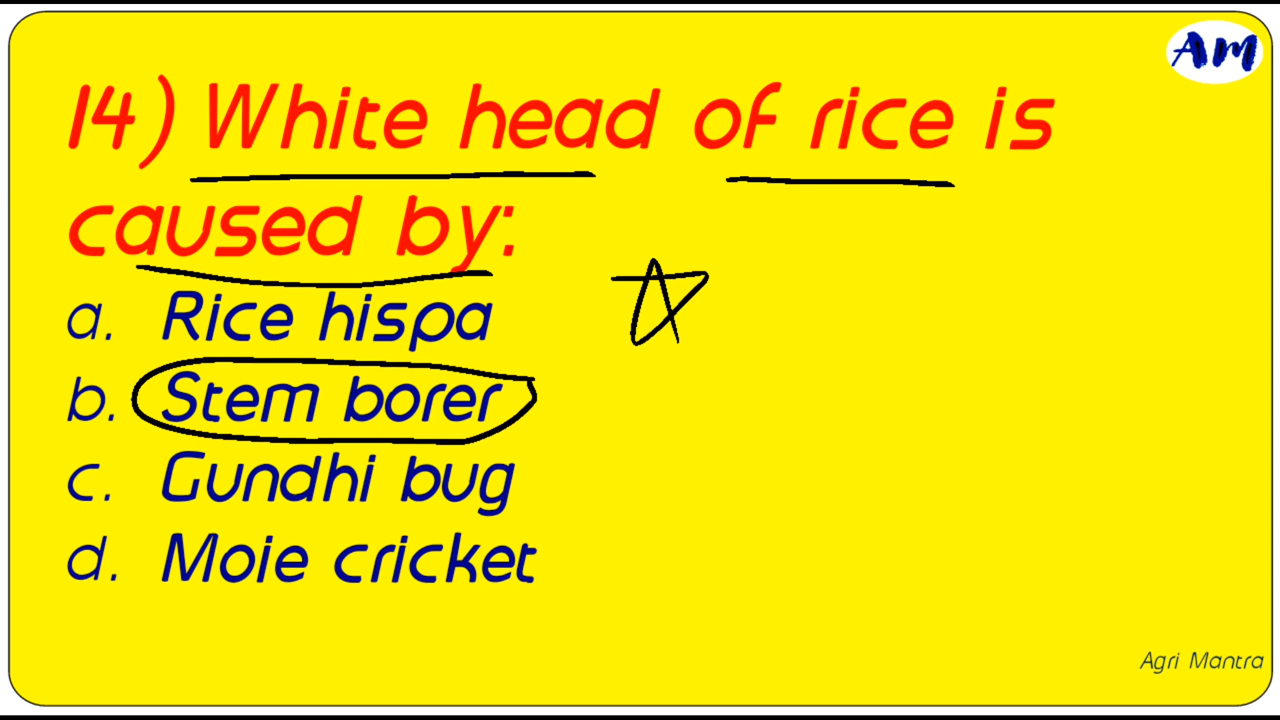 AM
14) White head of rice is
caused by:
a. Rice hispa
b. Stem borer
c. Gundhi bug
d. Moie cricket
Agri Mantra